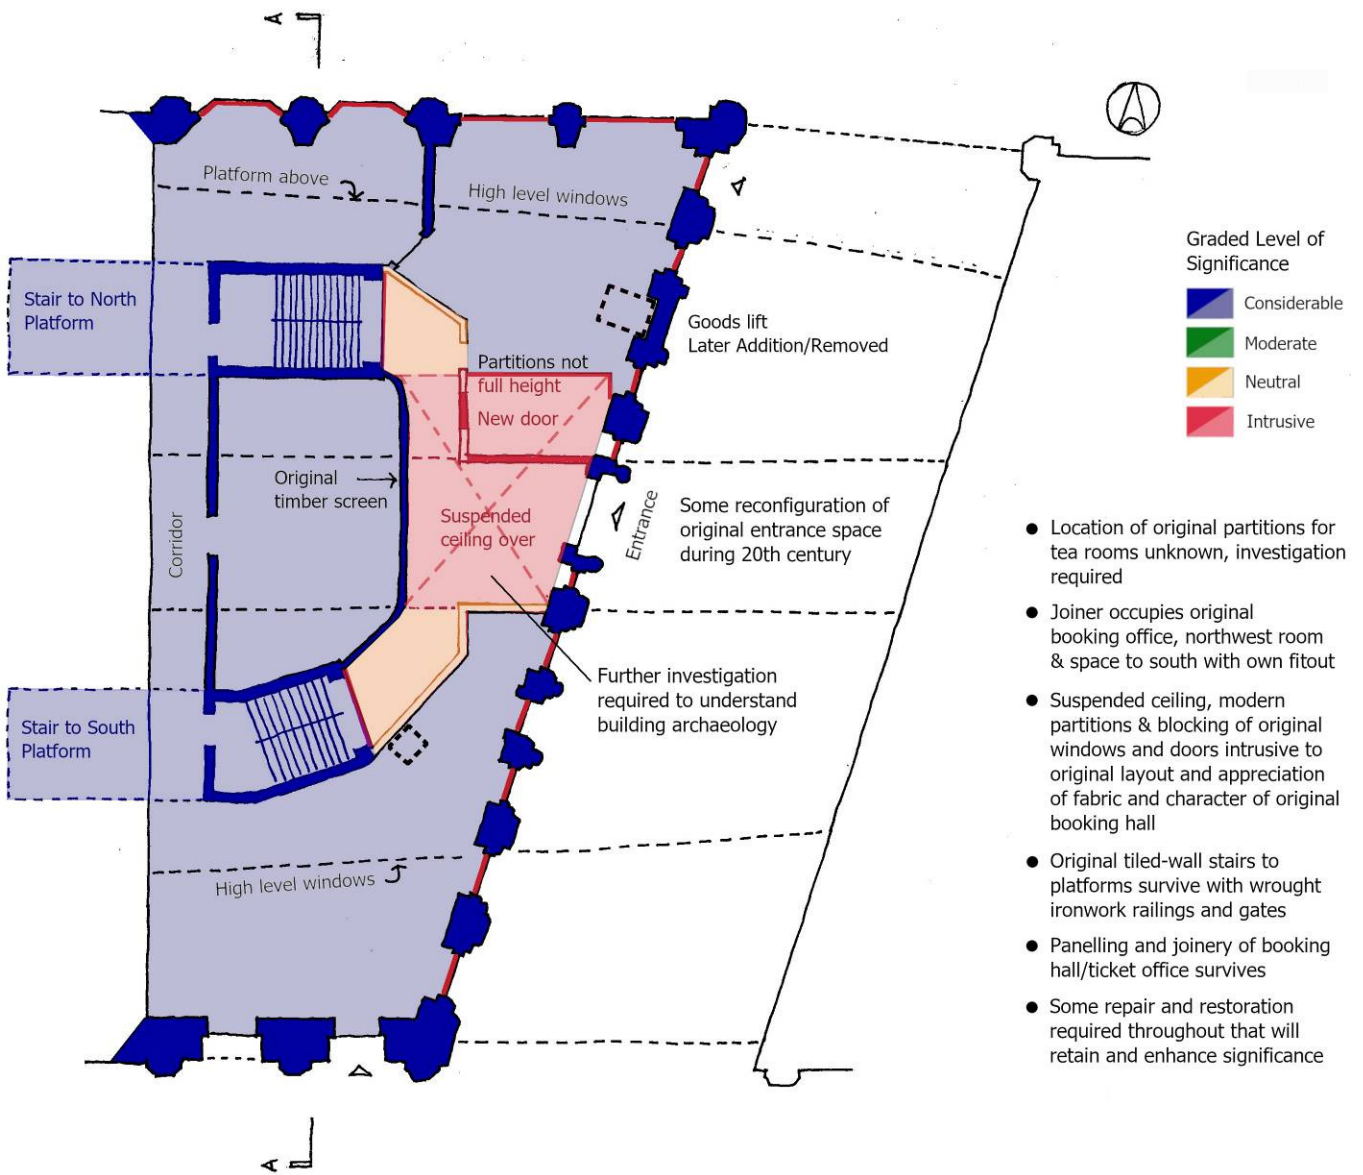 A
Platform above
High level windows
Stair to North
Platform
Goods lift
Later Addition/Removed
Partitions not
full height
New door
Original
timber screen
Corridor
Suspended
ceiling over
Entrance
Some reconfiguration of
original entrance space
during 20th century
Further investigation
required to understand
building archaeology
Stair to South
Platform
High level windows
A
Graded Level of
Significance
Considerable
Moderate
Neutral
Intrusive
● Location of original partitions for
tea rooms unknown, investigation
required
● Joiner occupies original
booking office, northwest room
& space to south with own fitout
● Suspended ceiling, modern
partitions & blocking of original
windows and doors intrusive to
original layout and appreciation
of fabric and character of original
booking hall
● Original tiled-wall stairs to
platforms survive with wrought
ironwork railings and gates
● Panelling and joinery of booking
hall/ticket office survives
● Some repair and restoration
required throughout that will
retain and enhance significance